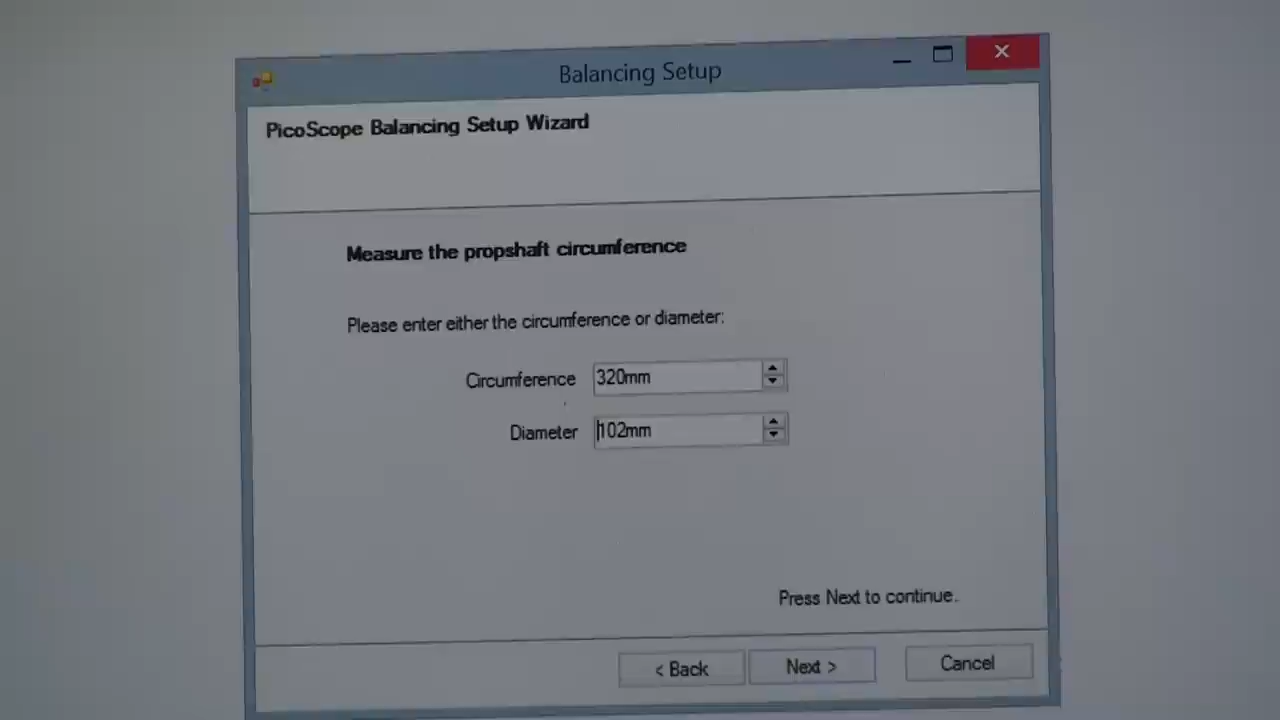 Balancing Setup
PicoScope Balancing Setup Wizard
Measure the propshaft circumference
Please enter either the circumference or diameter:
Circumference 320mm
Diameter 102mm
Press Next to continue.
< Back Next > Cancel